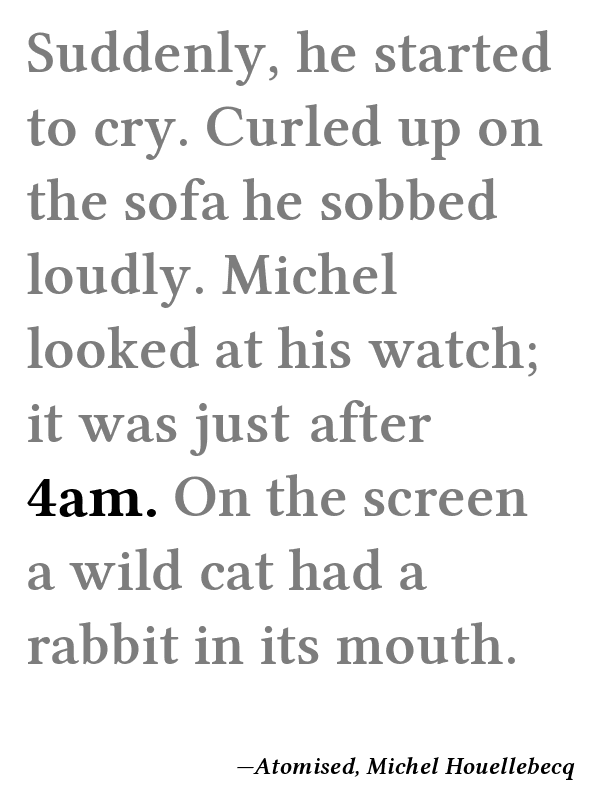 Suddenly, he started
to cry. Curled up on
the sofa he sobbed
loudly. Michel
looked at his watch;
it was just after
4am. On the screen
a wild cat had a
rabbit in its mouth.
—Atomised, Michel Houellebecq